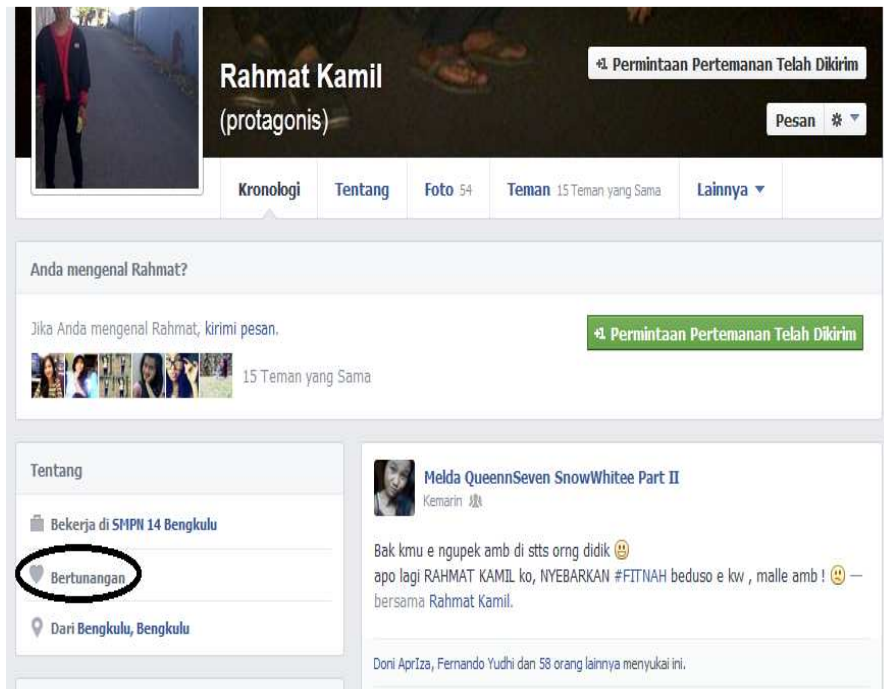 Rahmat Kamil
(protagonis)
+1 Permintaan Pertemanan Telah Dikirim
Pesan
Kronologi Tentang Foto 54 Teman 15 Teman yang Sama Lainnya
Anda mengenal Rahmat?
Jika Anda mengenal Rahmat, kirimi pesan.
+1 Permintaan Pertemanan Telah Dikirim
15 Teman yang Sama
Tentang
Bekerja di SMPN 14 Bengkulu
Bertunangan
Dari Bengkulu, Bengkulu
Melda QueennSeven SnowWhitee Part II
Kemarin
Bak kmu e ngupek amb di stts orng didik
apo lagi RAHMAT KAMIL ko, NYEBARKAN #FITNAH beduso e kw , malle amb ! —
bersama Rahmat Kamil.
Doni AprIza, Fernando Yudhi dan 58 orang lainnya menyukai ini.